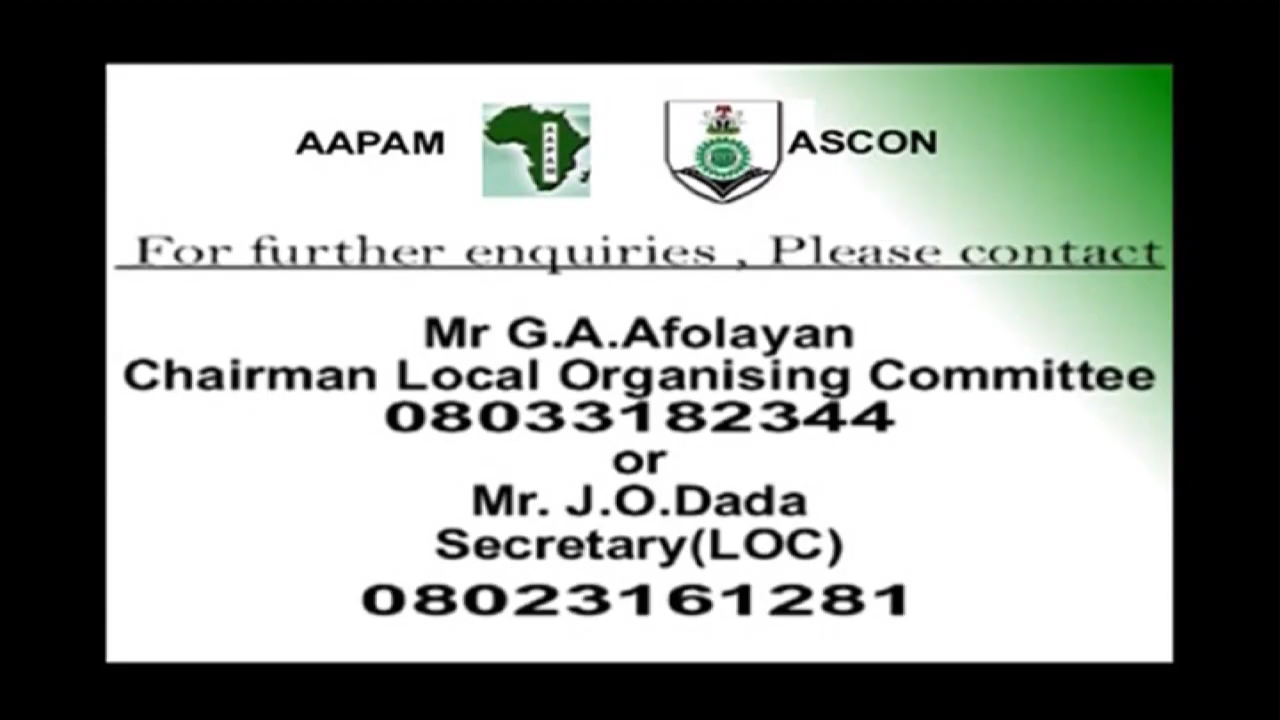 AAPAM
AAPAM
ASCON
For further enquiries , Please contact
Mr G.A.Afolayan
Chairman Local Organising Committee
08033182344
or
Mr. J.O.Dada
Secretary(LOC)
08023161281